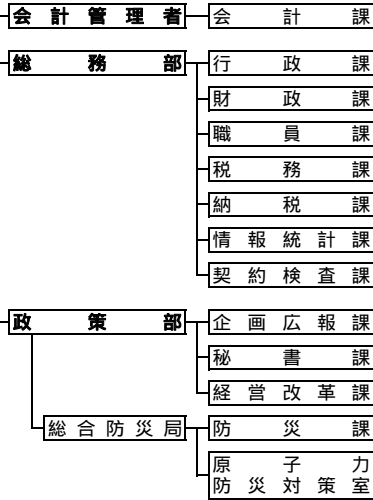 会計管理者 会計課
総務部 行政課
財政課
職員課
税務課
納税課
情報統計課
契約検査課
政策部 企画広報課
秘書課
経営改革課
総合防災局 防災課
原子力
防災対策室